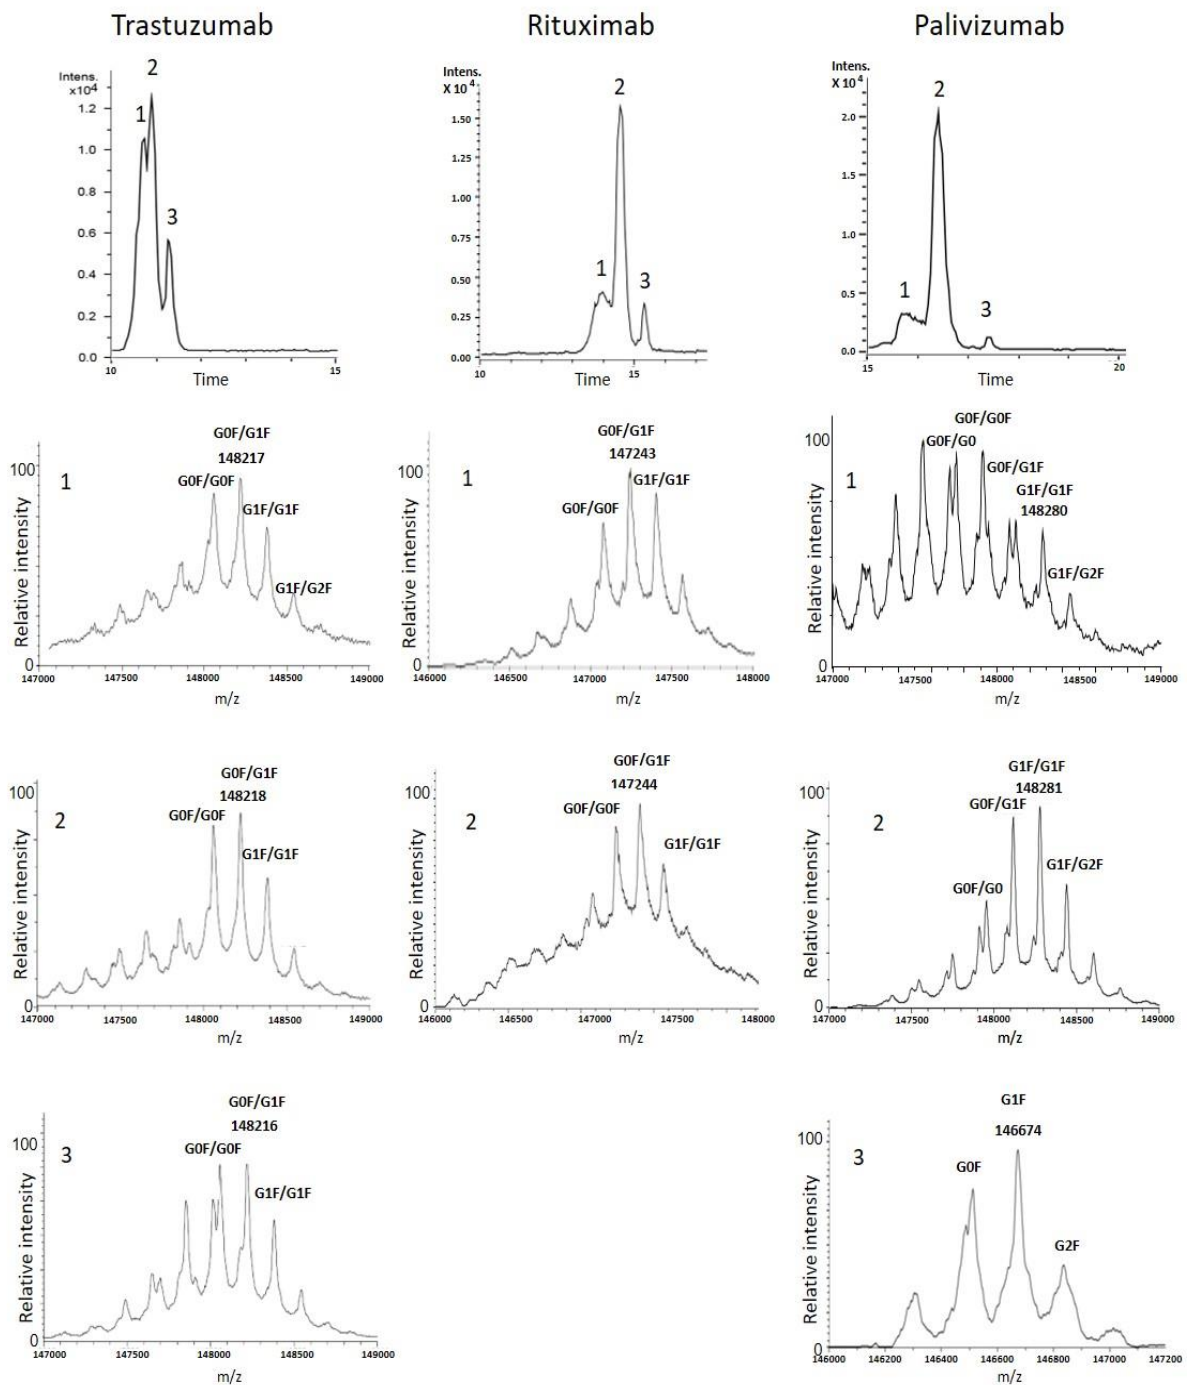 Trastuzumab
Rituximab
Palivizumab
Intens.
x10⁴
1.2
1.0
0.8
0.6
0.4
0.2
0.0
1
2
3
10
15
Time
Intens.
X 10⁴
1.50
1.25
1.00
0.75
0.50
0.25
0.00
1
2
3
10
15
Time
Intens.
X 10⁴
2.0
1.5
1.0
0.5
0.0
1
2
3
15
20
Time
G0F/G1F
148217
G0F/G0F
G1F/G1F
G1F/G2F
1
100
0
Relative intensity
147000 147500 148000 148500 149000
m/z
G0F/G1F
147243
G1F/G1F
G0F/G0F
1
100
0
Relative intensity
146000 146500 147000 147500 148000
m/z
G0F/G0F
G0F/G0
G0F/G1F
G1F/G1F
148280
G1F/G2F
1
100
0
Relative intensity
147000 147500 148000 148500 149000
m/z
G0F/G1F
148218
G0F/G0F
G1F/G1F
2
100
0
Relative intensity
147000 147500 148000 148500 149000
m/z
G0F/G1F
147244
G0F/G0F
G1F/G1F
2
100
0
Relative intensity
146000 146500 147000 147500 148000
m/z
G1F/G1F
148281
G0F/G1F
G1F/G2F
G0F/G0
2
100
0
Relative intensity
147000 147500 148000 148500 149000
m/z
G0F/G1F
148216
G0F/G0F
G1F/G1F
3
100
0
Relative intensity
147000 147500 148000 148500 149000
m/z
G1F
146674
G0F
G2F
3
100
0
Relative intensity
146000 146200 146400 146600 146800 147000 147200
m/z